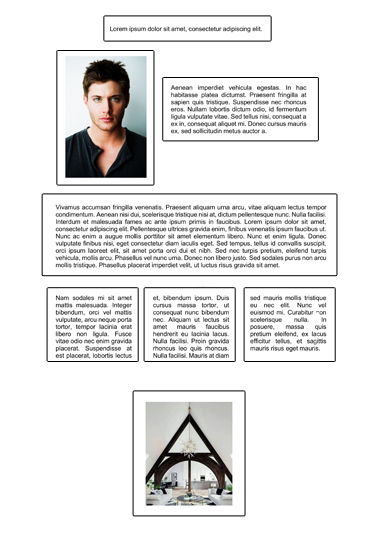 Lorem ipsum dolor sit amet, consectetur adipiscing elit.
Aenean imperdiet vehicula egestas. In hac
habitasse platea dictumst. Praesent fringilla at
sapien quis tristique. Suspendisse nec rhoncus
eros. Nullam lobortis dictum odio, id fermentum
ligula vulputate vitae. Sed tellus nisi, consequat a
ex in, consequat aliquet mi. Donec cursus mauris
ex, sed sollicitudin metus auctor a.
Vivamus accumsan fringilla venenatis. Praesent aliquam urna arcu, vitae aliquam lectus tempor
condimentum. Aenean nisi dui, scelerisque tristique nisi at, dictum pellentesque nunc. Nulla facilisi.
Interdum et malesuada fames ac ante ipsum primis in faucibus. Lorem ipsum dolor sit amet,
consectetur adipiscing elit. Pellentesque ultrices gravida enim, finibus venenatis ipsum faucibus ut.
Nunc ac enim a augue mollis porttitor sit amet elementum libero. Nunc et enim ligula. Donec
vulputate finibus nisi, eget consectetur diam iaculis eget. Sed tempus, tellus id convallis suscipit,
orci ipsum laoreet elit, sit amet porta orci dui et nibh. Sed nec turpis pretium, eleifend turpis
vehicula, mollis arcu. Phasellus vel nunc urna. Donec non libero justo. Sed sodales purus non arcu
mollis tristique. Phasellus placerat imperdiet velit, ut luctus risus gravida sit amet.
Nam sodales mi sit amet
mattis malesuada. Integer
bibendum, orci vel mattis
vulputate, arcu neque porta
tortor, tempor lacinia erat
libero non ligula. Fusce
vitae odio nec enim gravida
placerat. Suspendisse at
est placerat, lobortis lectus
et, bibendum ipsum. Duis
cursus massa tortor, ut
consequat nunc bibendum
nec. Aliquam ut lectus sit
amet mauris faucibus
hendrerit eu lacinia lacus.
Nulla facilisi. Proin gravida
rhoncus leo quis rhoncus.
Nulla facilisi. Mauris at diam
sed mauris mollis tristique
eu nec elit. Nunc vel
euismod mi. Curabitur non
scelerisque nulla. In
posuere, massa quis
pretium eleifend, ex lacus
efficitur tellus, et sagittis
mauris risus eget mauris.